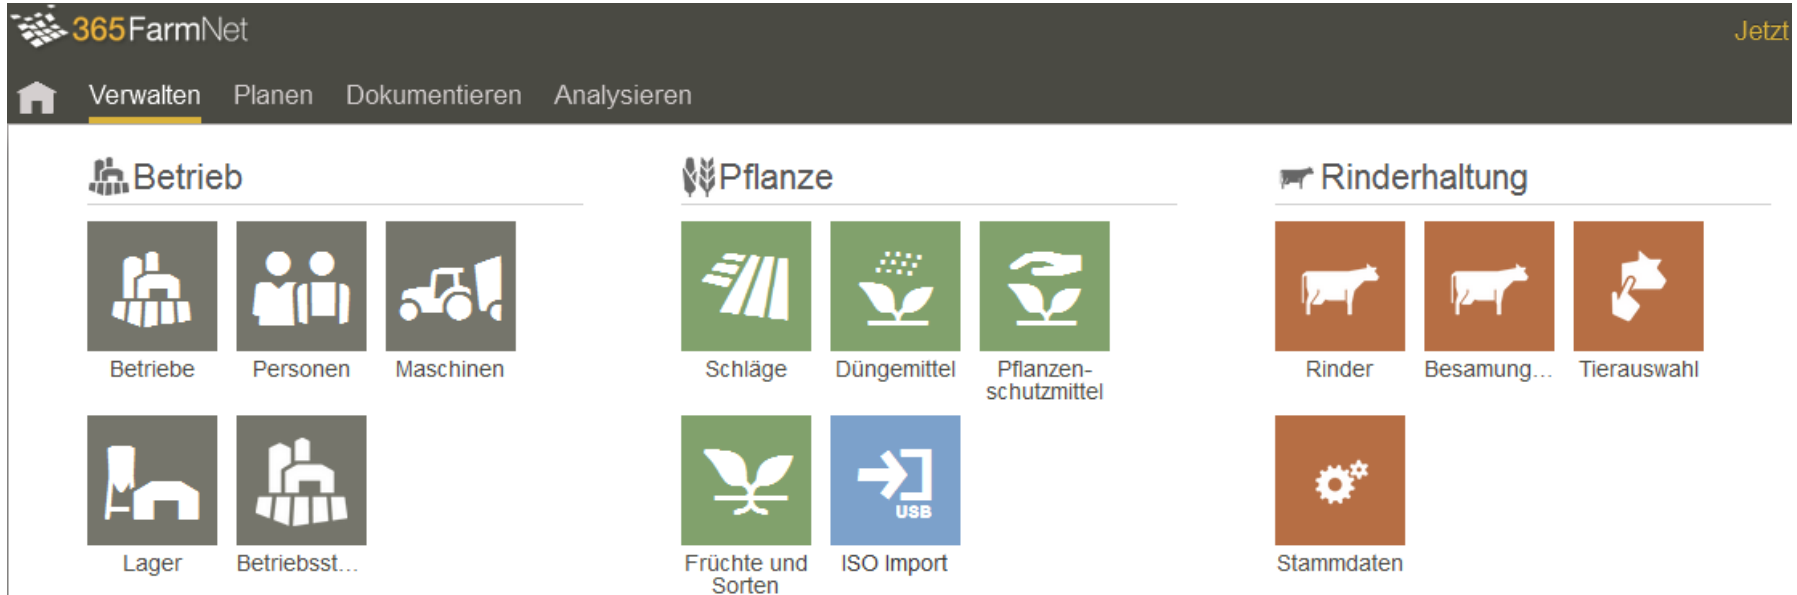 365FarmNet
Jetzt
Verwalten Planen Dokumentieren Analysieren
Betrieb
Betriebe Personen Maschinen
Lager Betriebsst...
Pflanze
Schläge Düngemittel Pflanzen-
schutzmittel
USB
Früchte und ISO Import
Sorten
Rinderhaltung
Rinder Besamung... Tierauswahl
Stammdaten